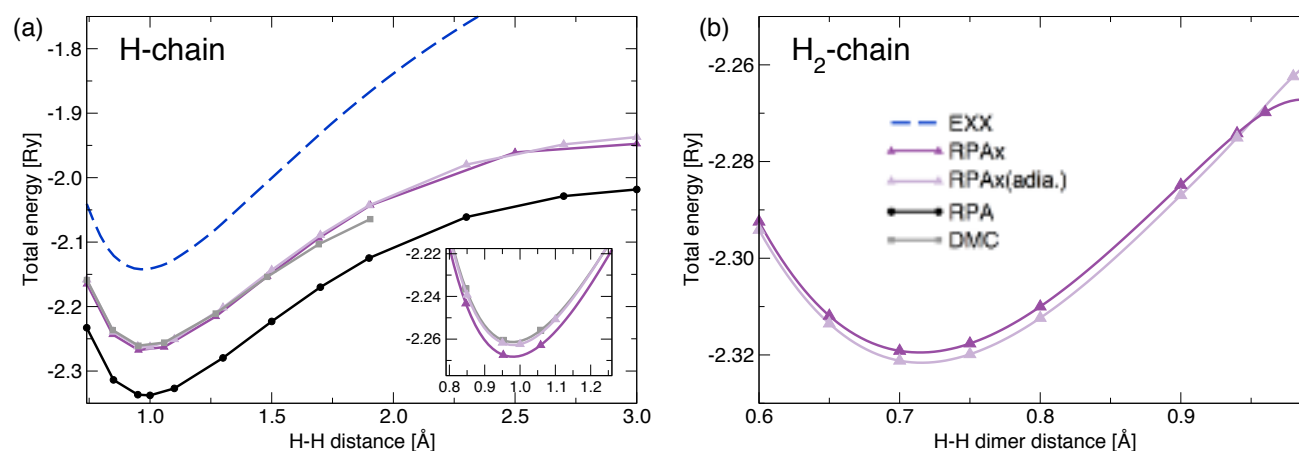 (a)
H-chain
Total energy [Ry]
-1.8
-1.9
-2.0
-2.1
-2.2
-2.3
1.0
1.5
2.0
2.5
3.0
H-H distance [Å]
-2.22
-2.24
-2.26
0.8
0.9
1.0
1.1
1.2
(b)
H₂-chain
Total energy [Ry]
-2.26
-2.28
-2.30
-2.32
0.6
0.7
0.8
0.9
H-H dimer distance [Å]
EXX
RPAx
RPAx(adia.)
RPA
DMC